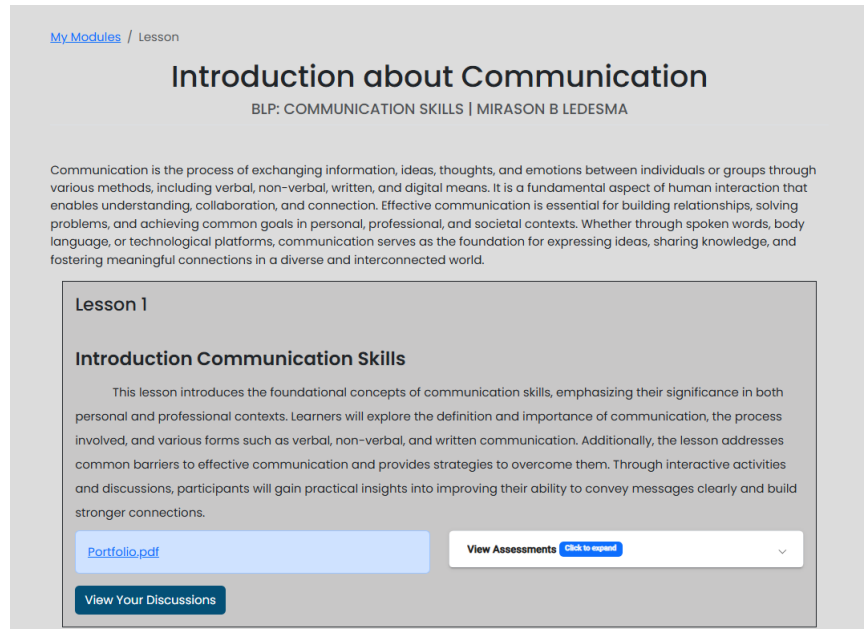 My Modules / Lesson
Introduction about Communication
BLP: COMMUNICATION SKILLS | MIRASON B LEDESMA
Communication is the process of exchanging information, ideas, thoughts, and emotions between individuals or groups through
various methods, including verbal, non-verbal, written, and digital means. It is a fundamental aspect of human interaction that
enables understanding, collaboration, and connection. Effective communication is essential for building relationships, solving
problems, and achieving common goals in personal, professional, and societal contexts. Whether through spoken words, body
language, or technological platforms, communication serves as the foundation for expressing ideas, sharing knowledge, and
fostering meaningful connections in a diverse and interconnected world.
Lesson 1
Introduction Communication Skills
This lesson introduces the foundational concepts of communication skills, emphasizing their significance in both
personal and professional contexts. Learners will explore the definition and importance of communication, the process
involved, and various forms such as verbal, non-verbal, and written communication. Additionally, the lesson addresses
common barriers to effective communication and provides strategies to overcome them. Through interactive activities
and discussions, participants will gain practical insights into improving their ability to convey messages clearly and build
stronger connections.
Portfolio.pdf
View Assessments Click to expand
View Your Discussions